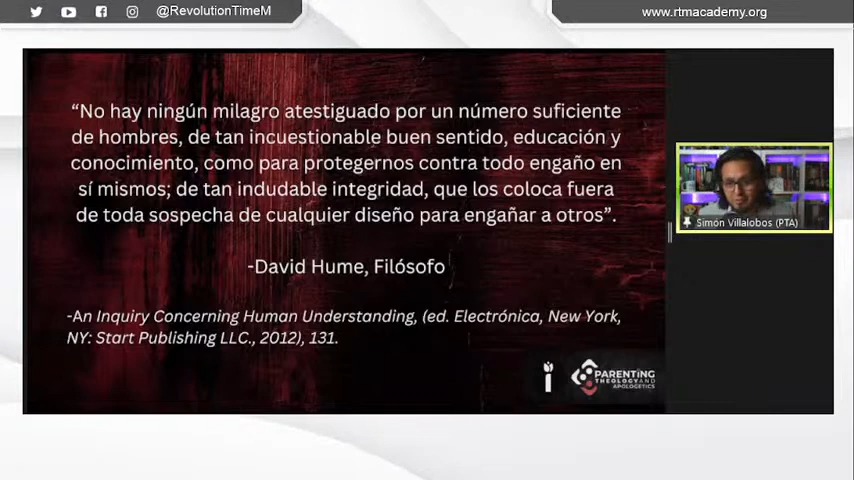 @RevolutionTimeM
www.rtmacademy.org
“No hay ningún milagro atestiguado por un número suficiente
de hombres, de tan incuestionable buen sentido, educación y
conocimiento, como para protegernos contra todo engaño en
sí mismos; de tan indudable integridad, que los coloca fuera
de toda sospecha de cualquier diseño para engañar a otros”.
-David Hume, Filósofo
-An Inquiry Concerning Human Understanding, (ed. Electrónica, New York,
NY: Start Publishing LLC., 2012), 131.
Simón Villalobos (PTA)
PARENTING
THEOLOGY AND
APOLOGETICS